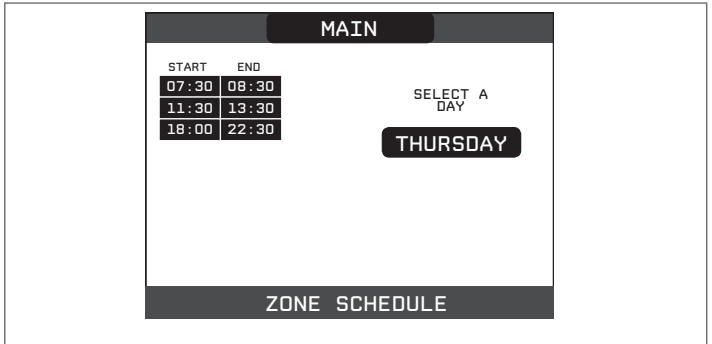 MAIN
START END
07:30 08:30
11:30 13:30
18:00 22:30
SELECT A
DAY
THURSDAY
ZONE SCHEDULE